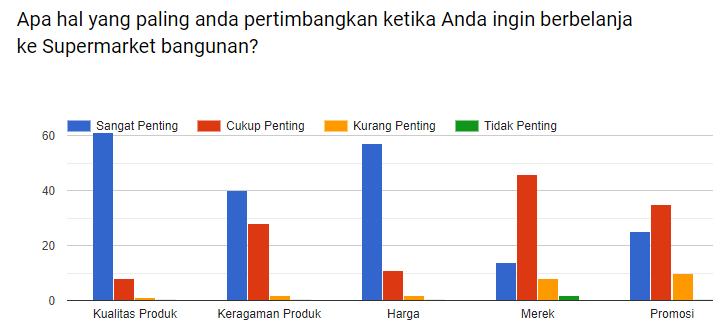 Apa hal yang paling anda pertimbangkan ketika Anda ingin berbelanja
ke Supermarket bangunan?
Sangat Penting Cukup Penting Kurang Penting Tidak Penting
60
40
20
0
Kualitas Produk Keragaman Produk Harga Merek Promosi